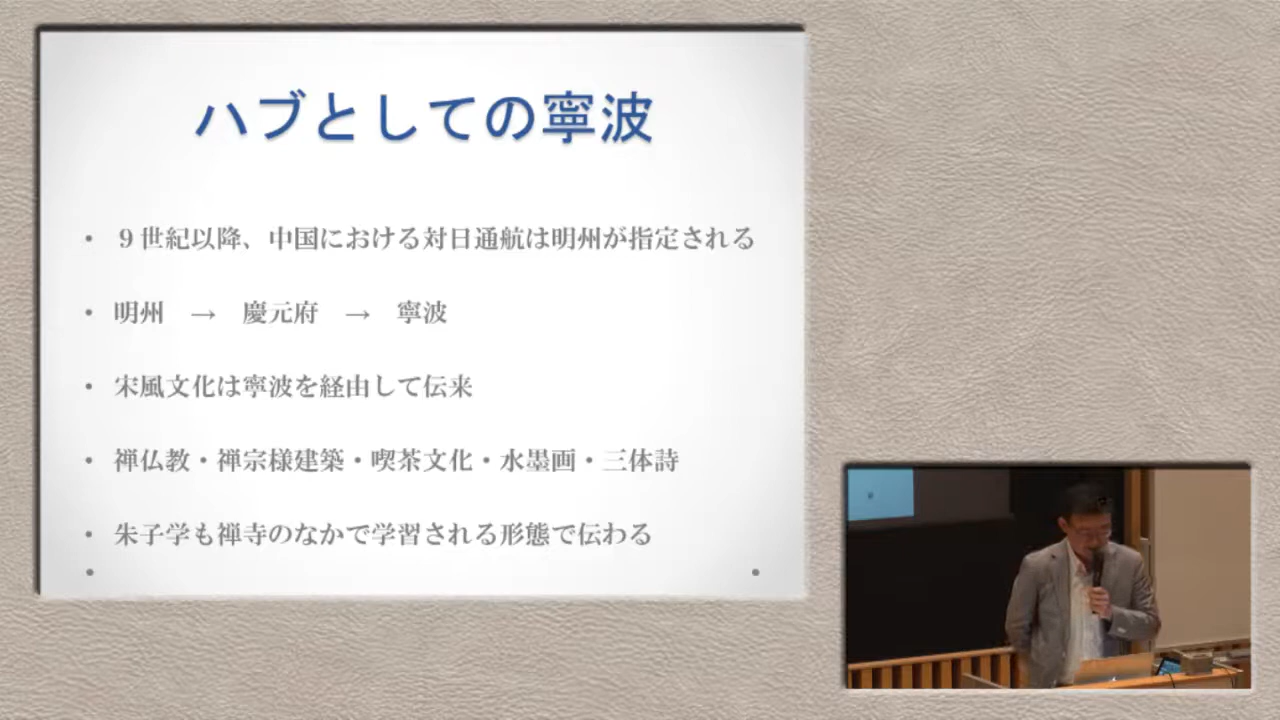 ハブとしての寧波
・ ９世紀以降、中国における対日通航は明州が指定される
・ 明州　→　慶元府　→　寧波
・ 宋風文化は寧波を経由して伝来
・ 禅仏教・禅宗様建築・喫茶文化・水墨画・三体詩
・ 朱子学も禅寺のなかで学習される形態で伝わる